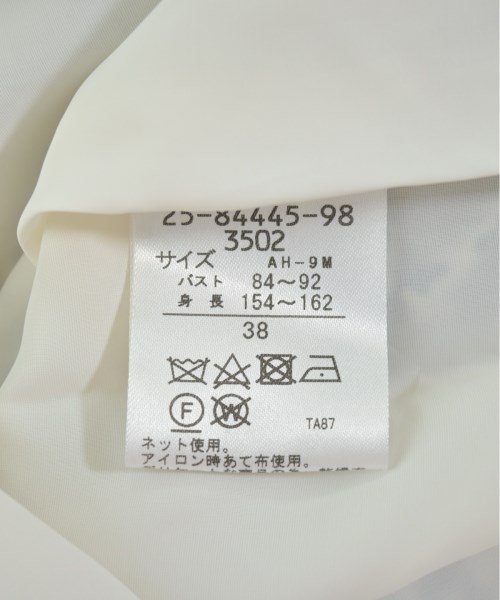 25-84445-98
3502
サイズ AH-9M
バスト 84～92
身長 154～162
38
F W TA87
ネット使用。
アイロン時あて布使用。